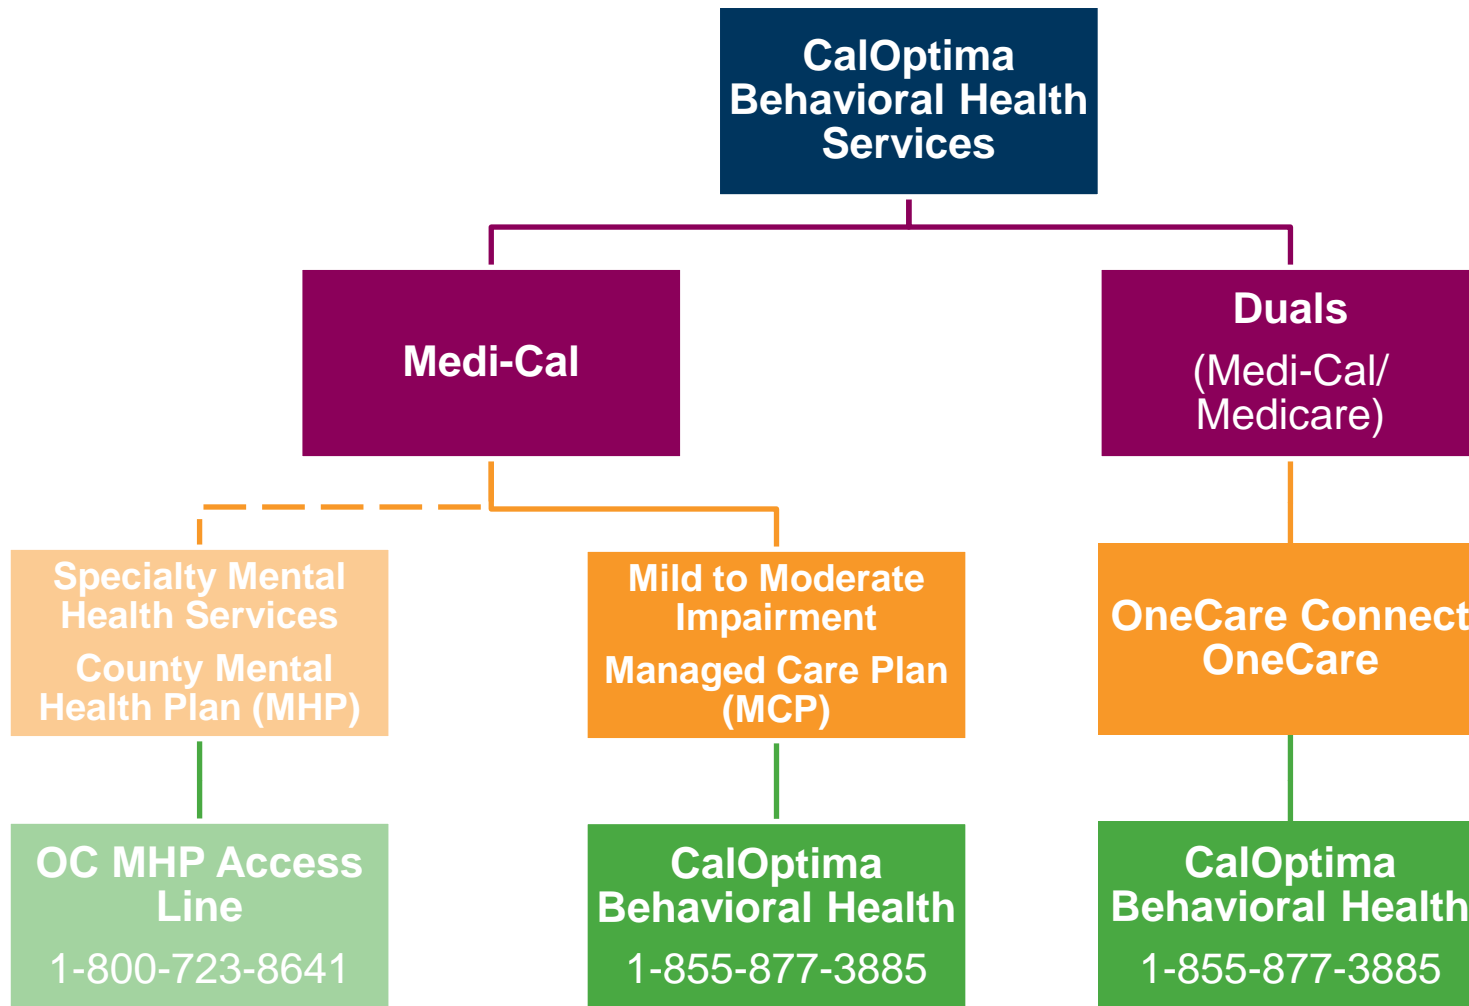 CalOptima
Behavioral Health
Services
Medi-Cal
Duals
(Medi-Cal/
Medicare)
Specialty Mental
Health Services
County Mental
Health Plan (MHP)
Mild to Moderate
Impairment
Managed Care Plan
(MCP)
OneCare Connect
OneCare
OC MHP Access
Line
1-800-723-8641
CalOptima
Behavioral Health
1-855-877-3885
CalOptima
Behavioral Health
1-855-877-3885